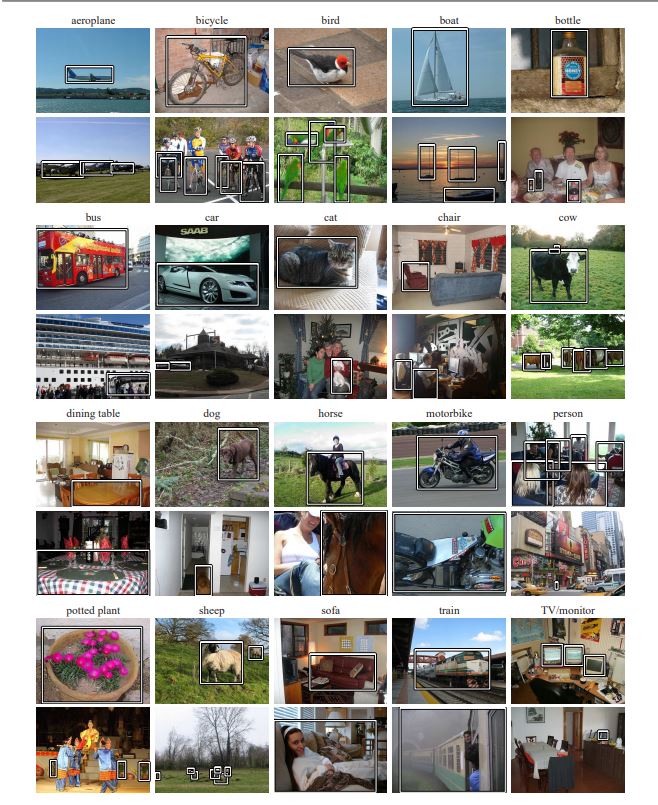 aeroplane bicycle bird boat bottle
bus car cat chair cow
SAAB
dining table dog horse motorbike person
potted plant sheep sofa train TV/monitor